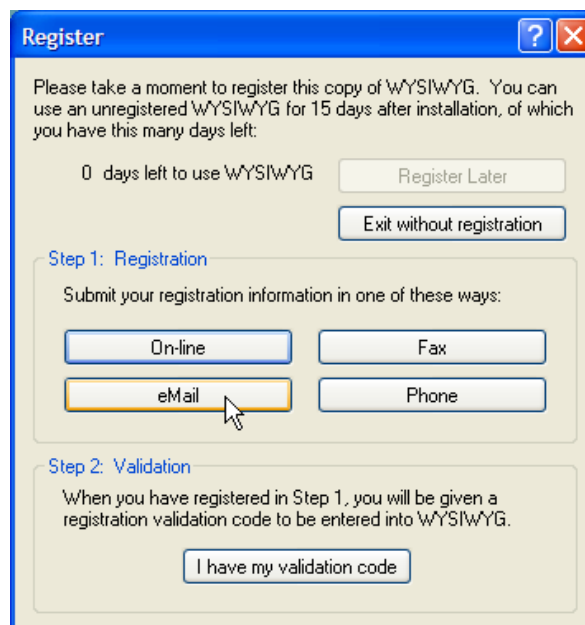 Register
Please take a moment to register this copy of WYSIWYG. You can
use an unregistered WYSIWYG for 15 days after installation, of which
you have this many days left:
0 days left to use WYSIWYG
Register Later
Exit without registration
Step 1: Registration
Submit your registration information in one of these ways:
On-line
Fax
eMail
Phone
Step 2: Validation
When you have registered in Step 1, you will be given a
registration validation code to be entered into WYSIWYG.
I have my validation code